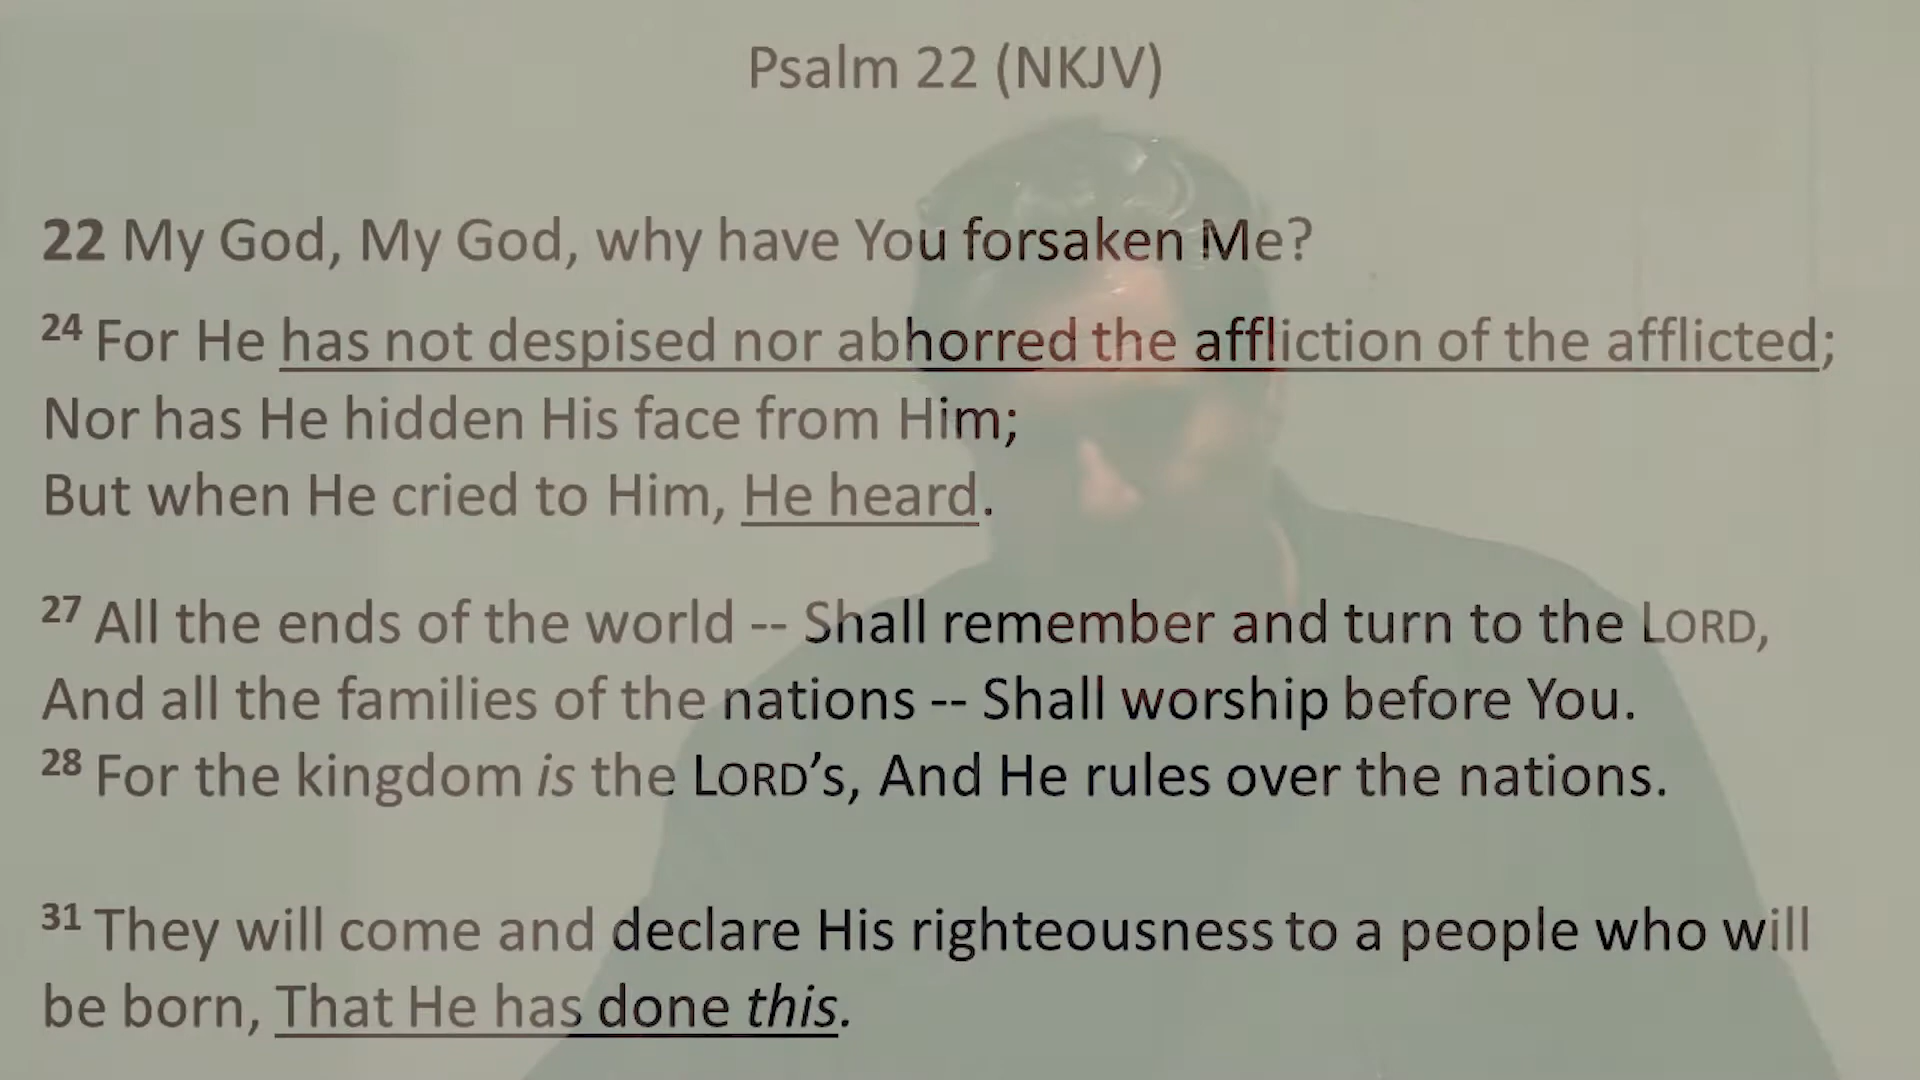 Psalm 22 (NKJV)
22 My God, My God, why have You forsaken Me?
24 For He has not despised nor abhorred the affliction of the afflicted;
Nor has He hidden His face from Him;
But when He cried to Him, He heard.
27 All the ends of the world -- Shall remember and turn to the LORD,
And all the families of the nations -- Shall worship before You.
28 For the kingdom is the LORD’s, And He rules over the nations.
31 They will come and declare His righteousness to a people who will
be born, That He has done this.